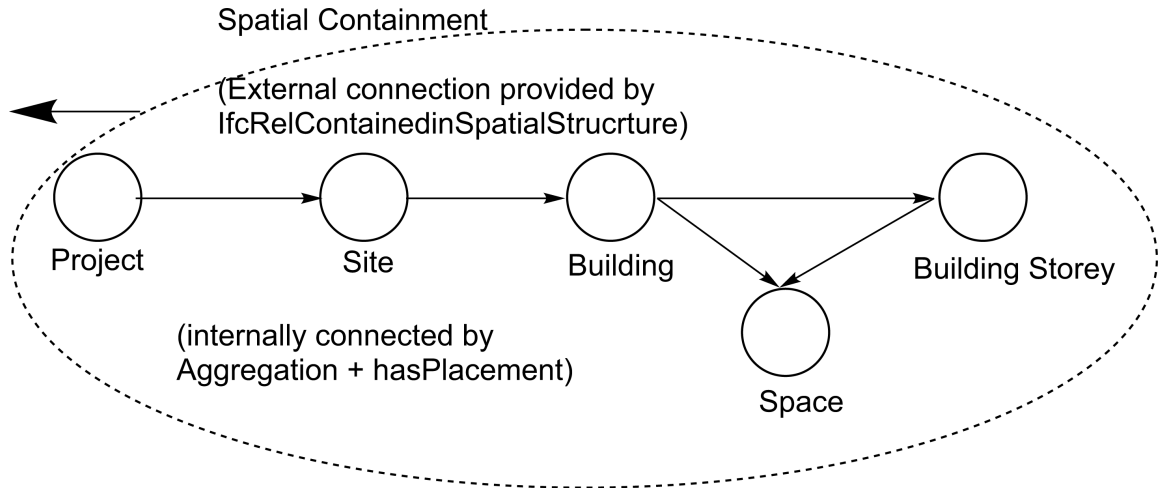 Spatial Containment
(External connection provided by
IfcRelContainedinSpatialStrucrture)
Project
Site
Building
Building Storey
(internally connected by
Aggregation + hasPlacement)
Space